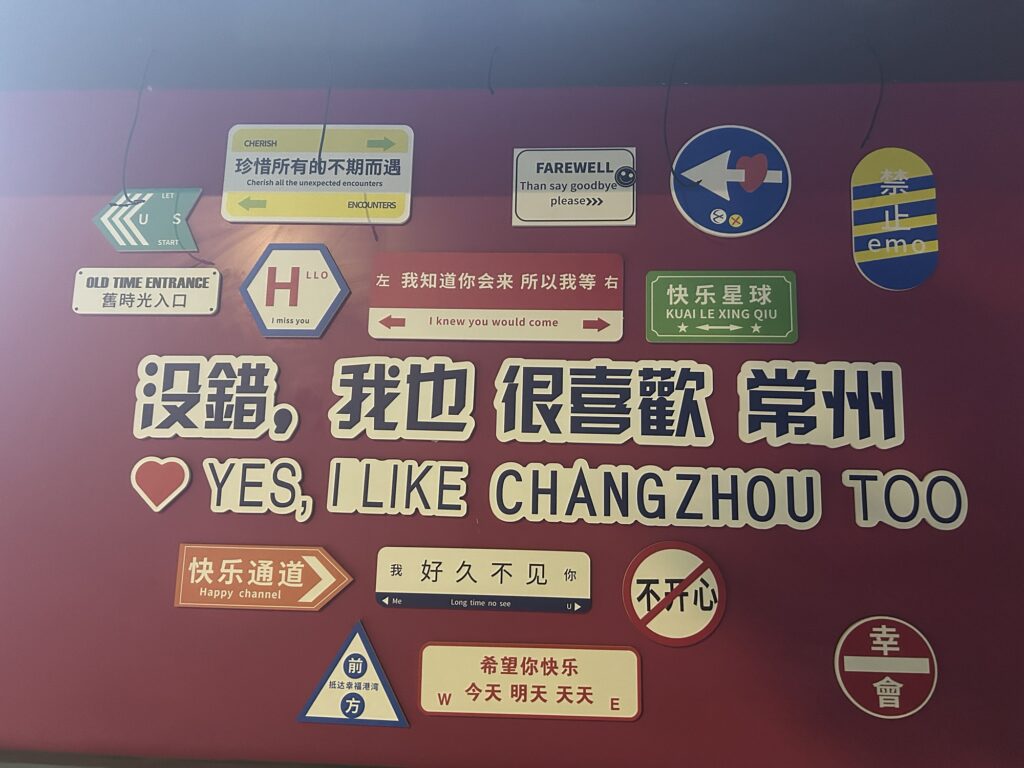 CHERISH
珍惜所有的不期而遇
Cherish all the unexpected encounters
ENCOUNTERS
FAREWELL
Than say goodbye
please>>>
禁
止
emo
LET
U S
START
OLD TIME ENTRANCE
舊時光入口
H LLO
I miss you
左 我知道你会来 所以我等 右
I knew you would come
快乐星球
KUAI LE XING QIU
没錯，我也 很喜歡 常州
YES, I LIKE CHANGZHOU TOO
快乐通道
Happy channel
我 好久不见 你
Me Long time no see U
不开心
前
抵达幸福港湾
方
希望你快乐
W 今天 明天 天天 E
幸
會